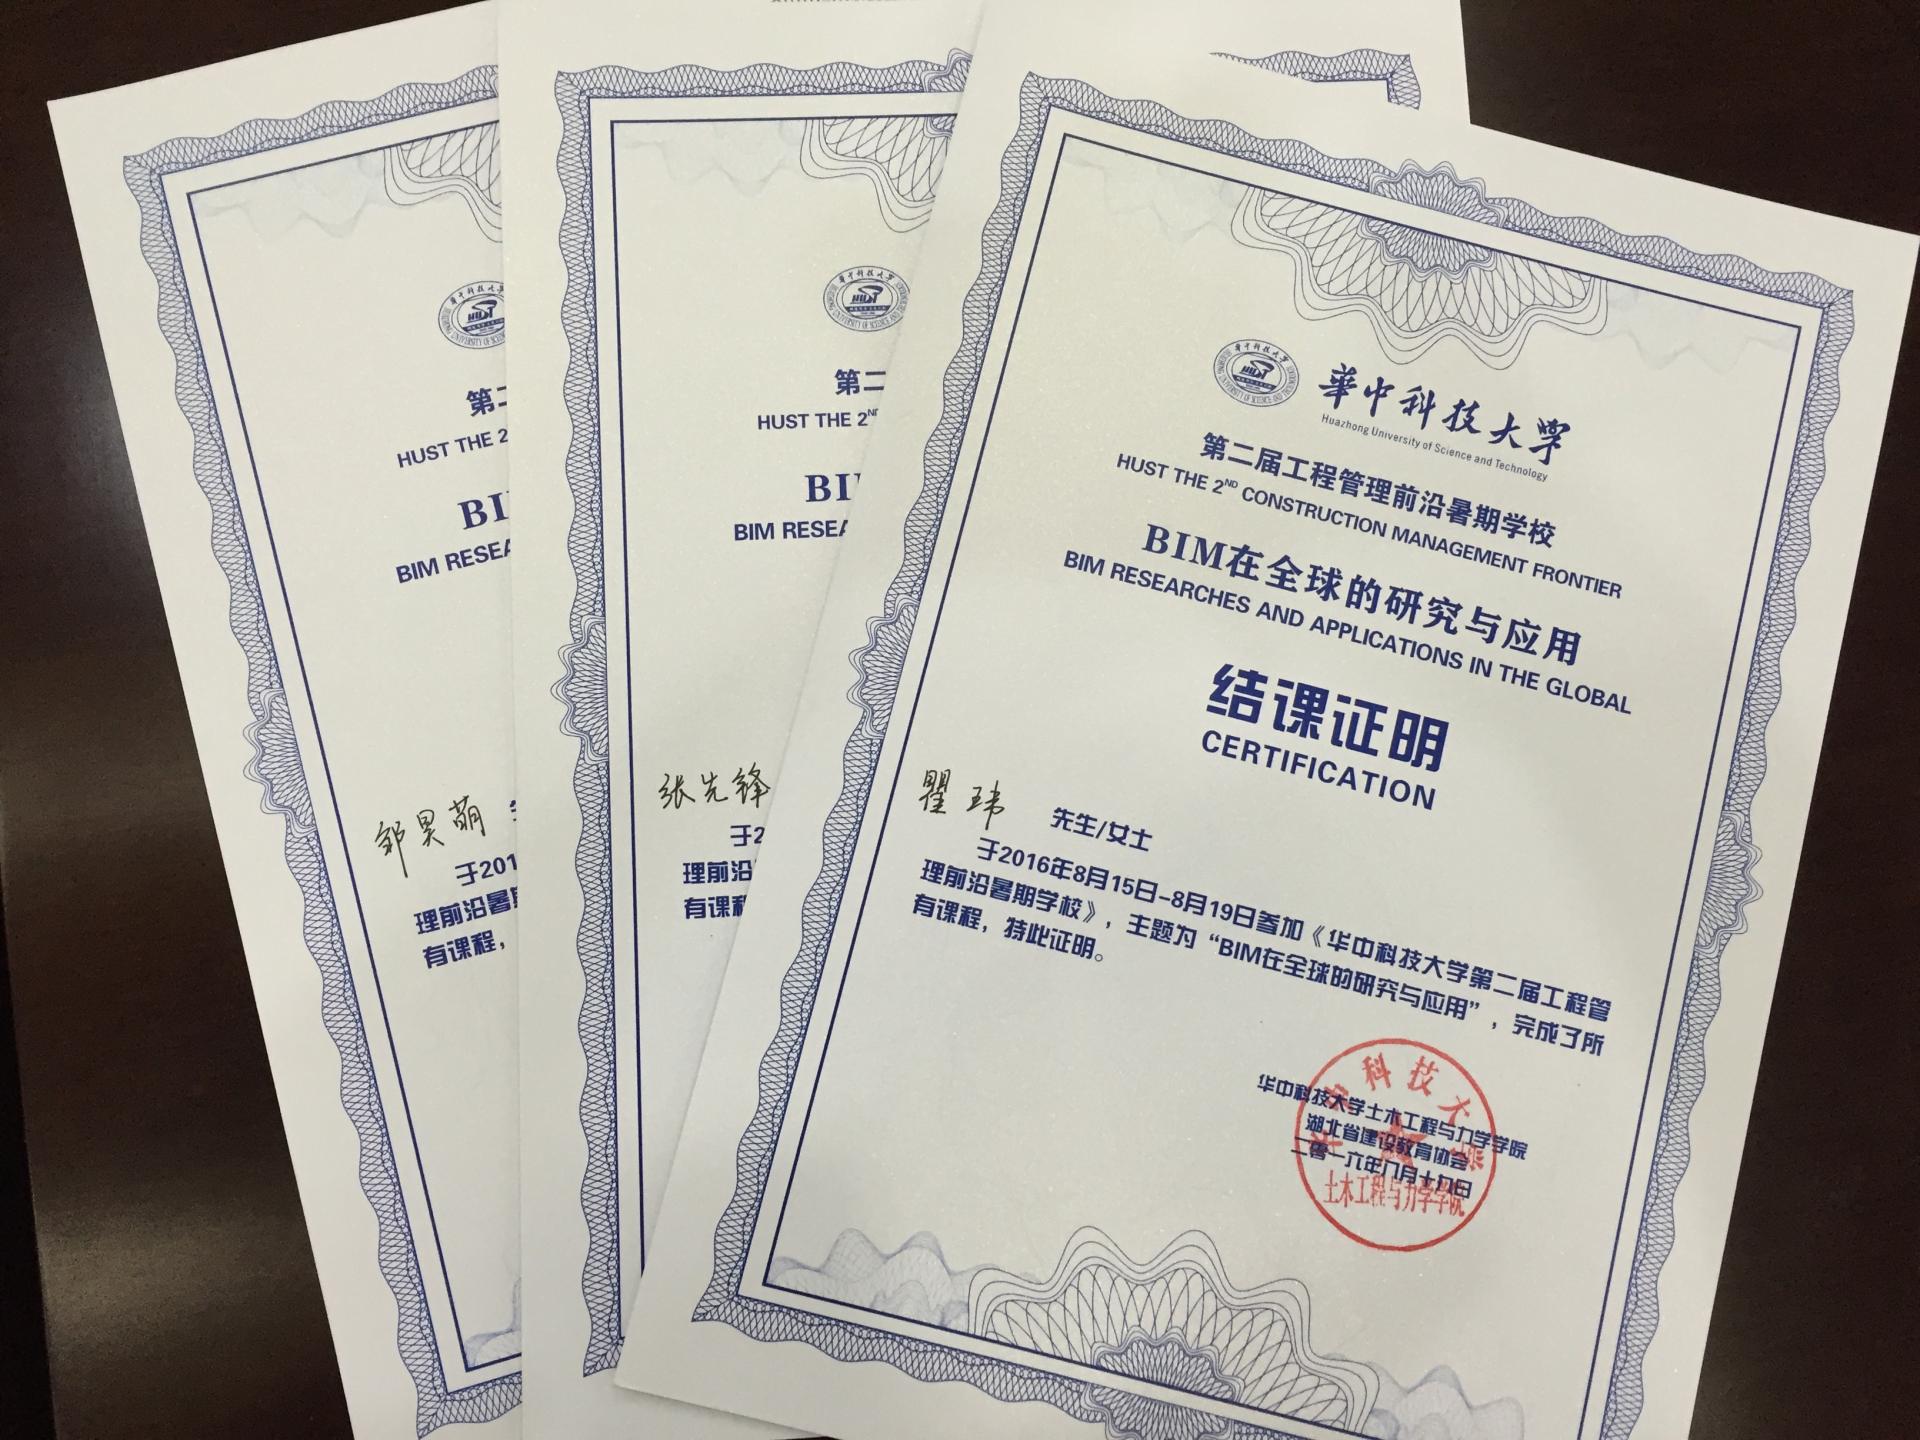 第二
HUST THE 2
BI
BIM RESEA
邹昊萌
于201
理前沿暑期
有课程，
第二
HUST THE 2ND
BI
BIM RESEA
张先锋
于2
理前沿
有课程
華中科技大學
Huazhong University of Science and Technology
第二届工程管理前沿暑期学校
HUST THE 2ND CONSTRUCTION MANAGEMENT FRONTIER
BIM在全球的研究与应用
BIM RESEARCHES AND APPLICATIONS IN THE GLOBAL
结课证明
CERTIFICATION
瞿玮 先生/女士
于2016年8月15日-8月19日参加《华中科技大学第二届工程管
理前沿暑期学校》，主题为“BIM在全球的研究与应用”，完成了所
有课程，特此证明。
华中科技大学土木工程与力学学院
湖北省建设教育协会
二零一六年八月十九日
土木工程与力学学院